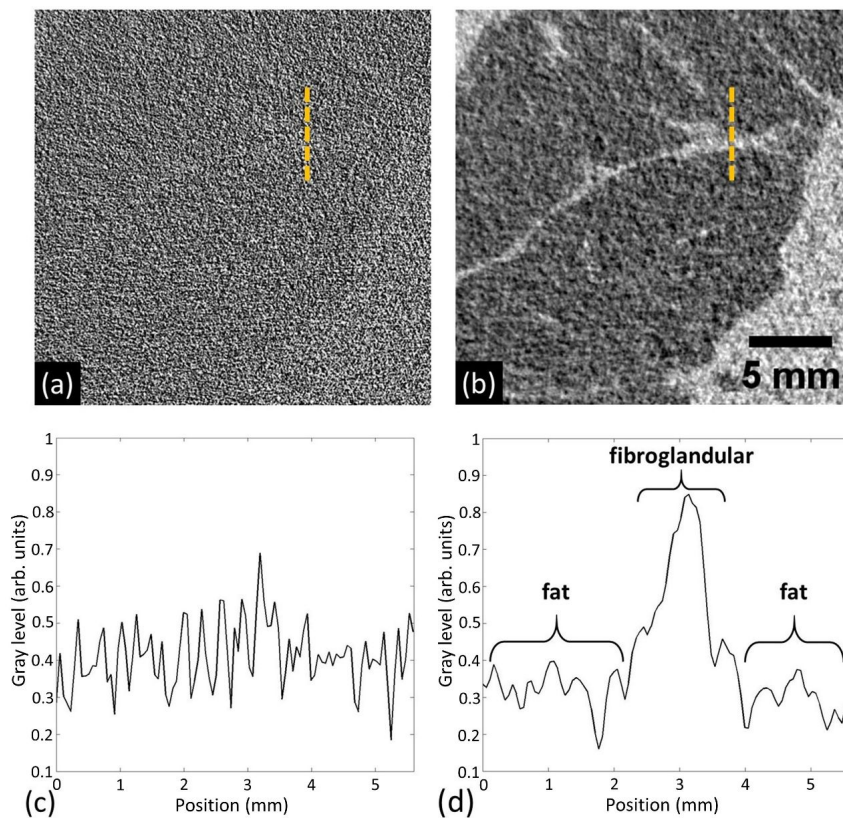 (a)
(b)
5 mm
1
0.9
0.8
0.7
0.6
0.5
0.4
0.3
0.2
0.1
0
1
2
3
4
5
Gray level (arb. units)
Position (mm)
(c)
1
0.9
0.8
0.7
0.6
0.5
0.4
0.3
0.2
0.1
0
1
2
3
4
5
Gray level (arb. units)
fibroglandular
fat
fat
Position (mm)
(d)